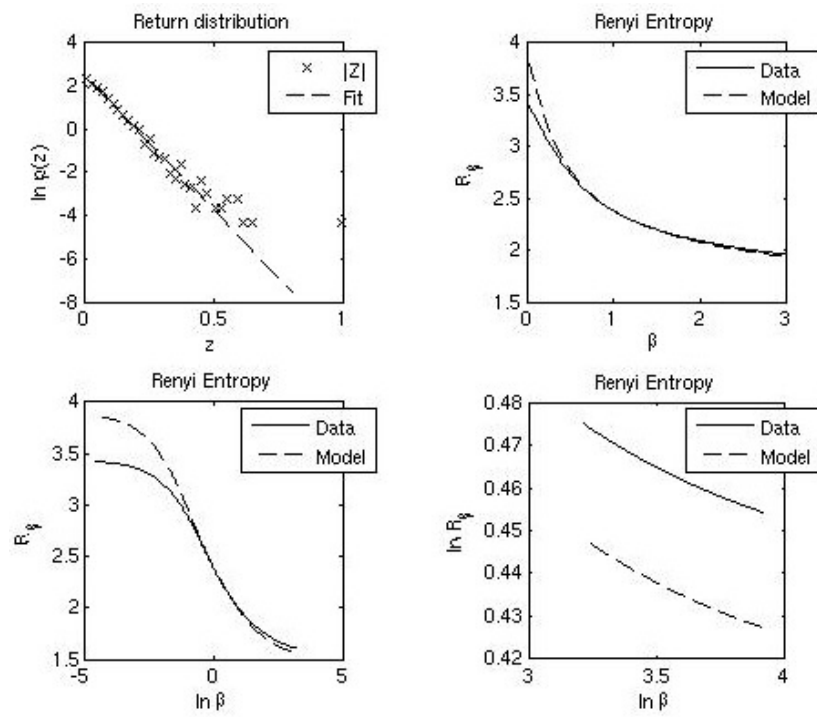 Return distribution
4
2
0
-2
-4
-6
-8
ln ρ(z)
|Z|
Fit
0
0.5
1
z
Renyi Entropy
4
3.5
3
2.5
2
1.5
R_β
Data
Model
0
1
2
3
β
Renyi Entropy
4
3.5
3
2.5
2
1.5
R_β
Data
Model
-5
0
5
ln β
Renyi Entropy
0.48
0.47
0.46
0.45
0.44
0.43
0.42
ln R_β
Data
Model
3
3.5
4
ln β